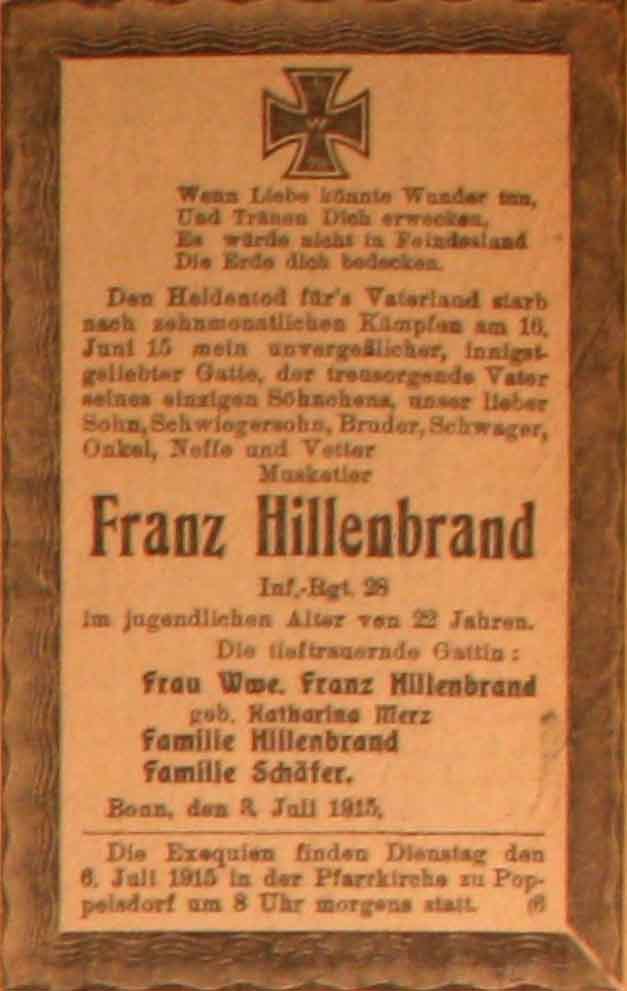 W
Wenn Liebe könnte Wunder tun,
Und Tränen Dich erwecken,
Es würde nicht in Feindesland
Die Erde dich bedecken.
Den Heldentod für's Vaterland starb
nach zehnmonatlichen Kämpfen am 16.
Juni 15 mein unvergeßlicher, innigst-
geliebter Gatte, der treusorgende Vater
seines einzigen Söhnchens, unser lieber
Sohn, Schwiegersohn, Bruder, Schwager,
Onkel, Neffe und Vetter
Musketier
Franz Hillenbrand
Inf.-Rgt. 28
im jugendlichen Alter von 22 Jahren.
Die tieftrauernde Gattin:
Frau Wwe. Franz Hillenbrand
geb. Katharina Merz
Familie Hillenbrand
Familie Schäfer.
Bonn, den 3. Juli 1915.
Die Exequien finden Dienstag den
6. Juli 1915 in der Pfarrkirche zu Pop-
pelsdorf um 8 Uhr morgens statt. (6